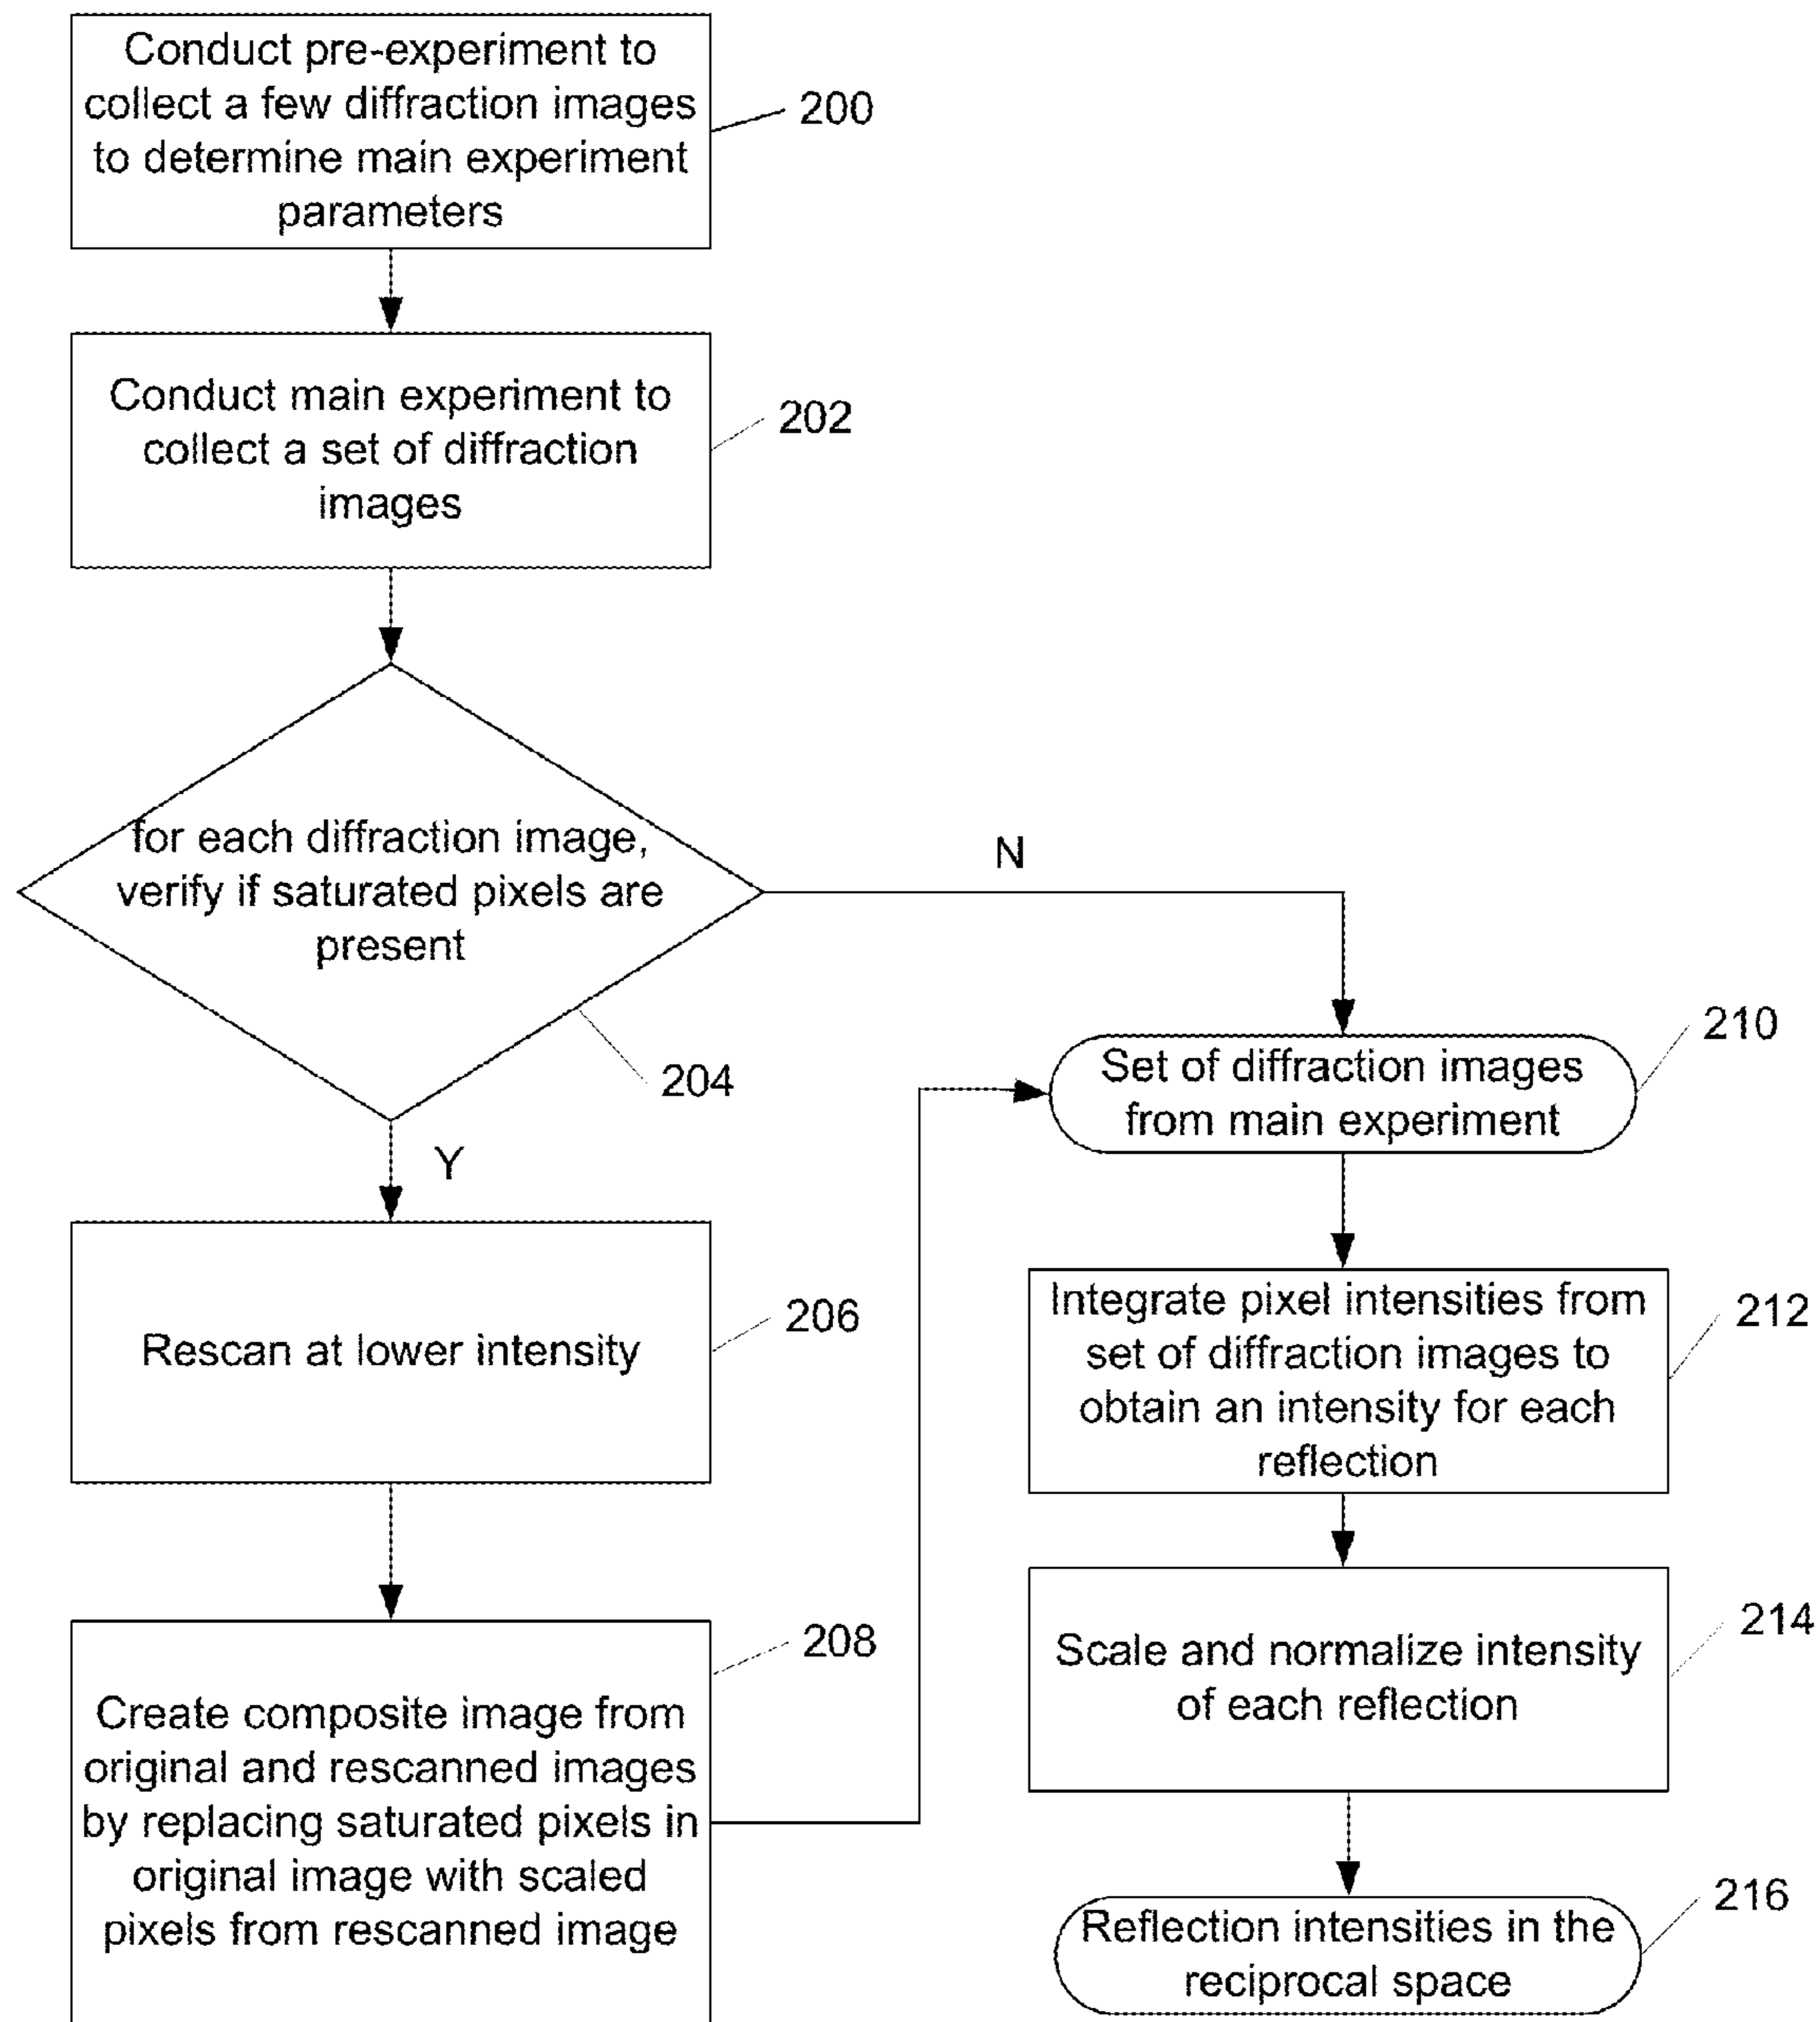 Conduct pre-experiment to
collect a few diffraction images
to determine main experiment
parameters
200
Conduct main experiment to
collect a set of diffraction
images
202
for each diffraction image,
verify if saturated pixels are
present
204
N
Y
Rescan at lower intensity
206
Create composite image from
original and rescanned images
by replacing saturated pixels in
original image with scaled
pixels from rescanned image
208
Set of diffraction images
from main experiment
210
Integrate pixel intensities from
set of diffraction images to
obtain an intensity for each
reflection
212
Scale and normalize intensity
of each reflection
214
Reflection intensities in the
reciprocal space
216